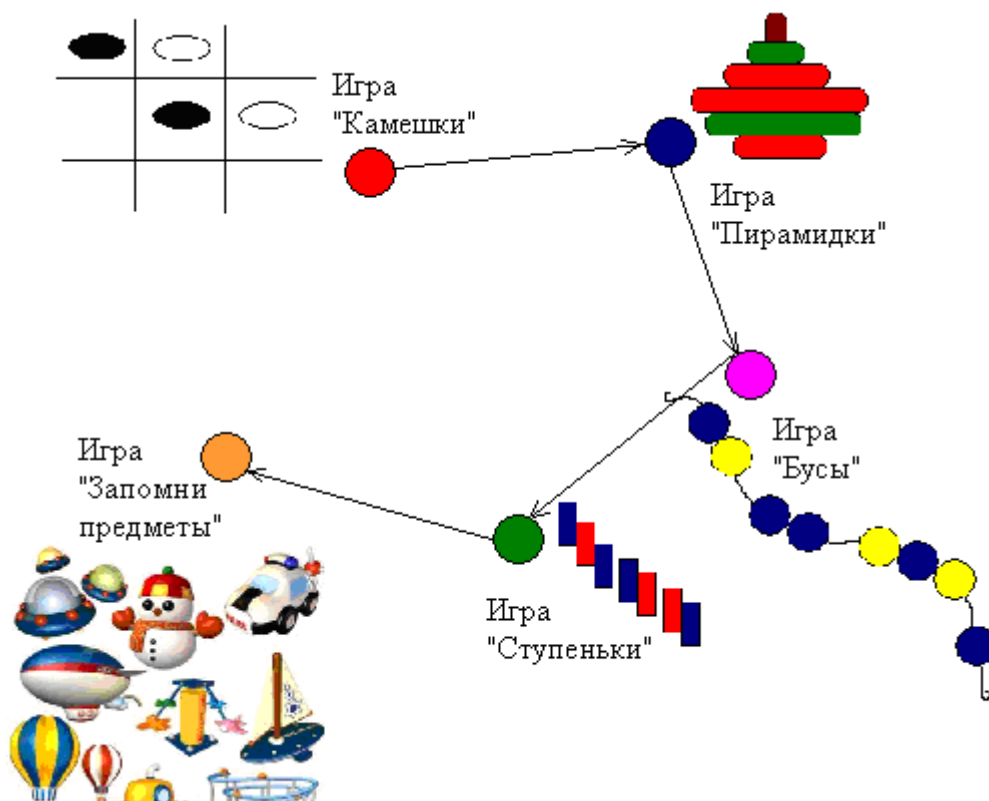 Игра
"Камешки"
Игра
"Пирамидки"
Игра
"Бусы"
Игра
"Ступеньки"
Игра
"Запомни
предметы"